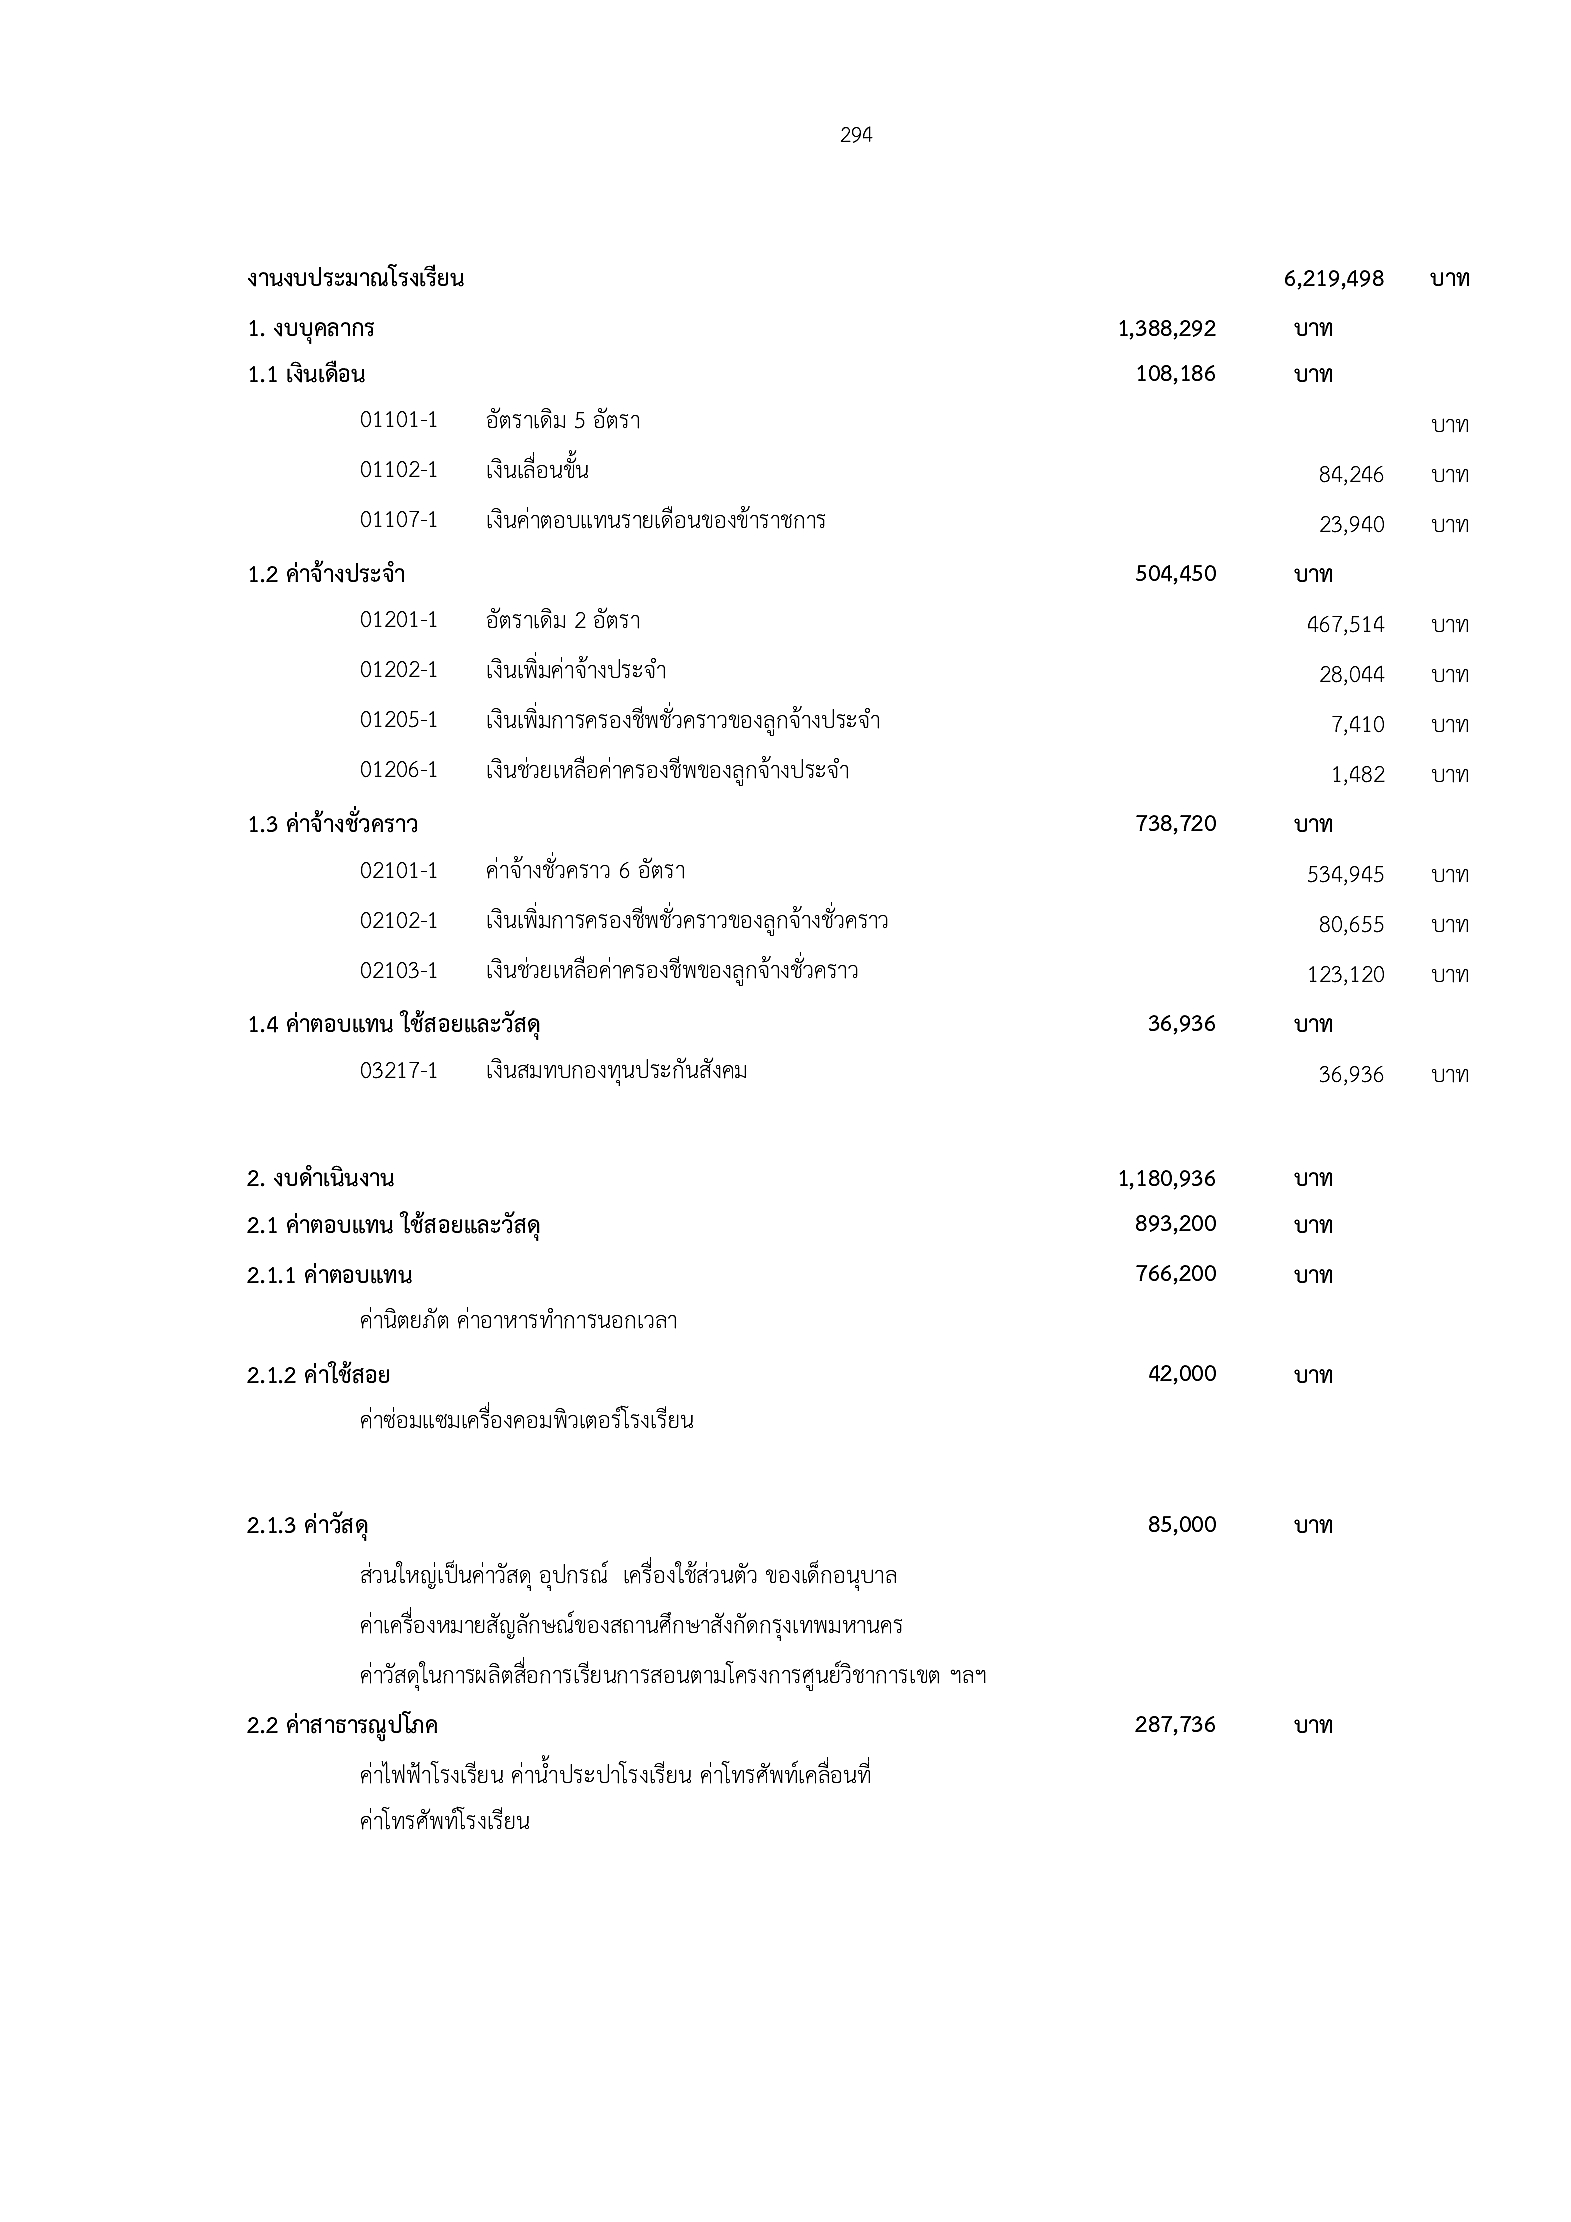 294
งานงบประมาณโรงเรียน 6,219,498 บาท
1. งบบุคลากร 1,388,292 บาท
1.1 เงินเดือน 108,186 บาท
01101-1 อัตราเดิม 5 อัตรา บาท
01102-1 เงินเลื่อนขั้น 84,246 บาท
01107-1 เงินค่าตอบแทนรายเดือนของข้าราชการ 23,940 บาท
1.2 ค่าจ้างประจำ 504,450 บาท
01201-1 อัตราเดิม 2 อัตรา 467,514 บาท
01202-1 เงินเพิ่มค่าจ้างประจำ 28,044 บาท
01205-1 เงินเพิ่มการครองชีพชั่วคราวของลูกจ้างประจำ 7,410 บาท
01206-1 เงินช่วยเหลือค่าครองชีพของลูกจ้างประจำ 1,482 บาท
1.3 ค่าจ้างชั่วคราว 738,720 บาท
02101-1 ค่าจ้างชั่วคราว 6 อัตรา 534,945 บาท
02102-1 เงินเพิ่มการครองชีพชั่วคราวของลูกจ้างชั่วคราว 80,655 บาท
02103-1 เงินช่วยเหลือค่าครองชีพของลูกจ้างชั่วคราว 123,120 บาท
1.4 ค่าตอบแทน ใช้สอยและวัสดุ 36,936 บาท
03217-1 เงินสมทบกองทุนประกันสังคม 36,936 บาท
2. งบดำเนินงาน 1,180,936 บาท
2.1 ค่าตอบแทน ใช้สอยและวัสดุ 893,200 บาท
2.1.1 ค่าตอบแทน 766,200 บาท
ค่านิตยภัต ค่าอาหารทำการนอกเวลา
2.1.2 ค่าใช้สอย 42,000 บาท
ค่าซ่อมแซมเครื่องคอมพิวเตอร์โรงเรียน
2.1.3 ค่าวัสดุ 85,000 บาท
ส่วนใหญ่เป็นค่าวัสดุ อุปกรณ์ เครื่องใช้ส่วนตัว ของเด็กอนุบาล
ค่าเครื่องหมายสัญลักษณ์ของสถานศึกษาสังกัดกรุงเทพมหานคร
ค่าวัสดุในการผลิตสื่อการเรียนการสอนตามโครงการศูนย์วิชาการเขต ฯลฯ
2.2 ค่าสาธารณูปโภค 287,736 บาท
ค่าไฟฟ้าโรงเรียน ค่าน้ำประปาโรงเรียน ค่าโทรศัพท์เคลื่อนที่
ค่าโทรศัพท์โรงเรียน